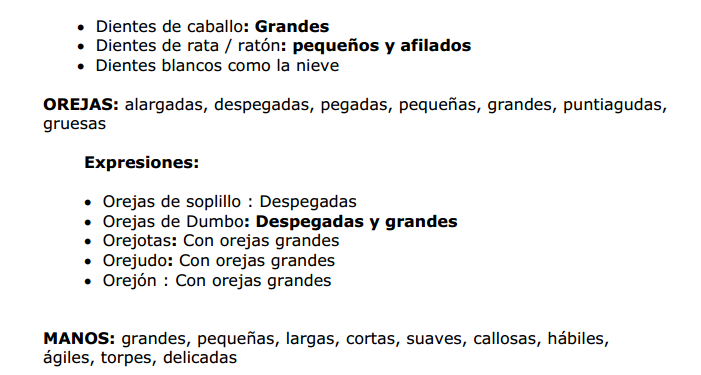 • Dientes de caballo: Grandes
• Dientes de rata / ratón: pequeños y afilados
• Dientes blancos como la nieve
OREJAS: alargadas, despegadas, pegadas, pequeñas, grandes, puntiagudas,
gruesas
Expresiones:
• Orejas de soplillo : Despegadas
• Orejas de Dumbo: Despegadas y grandes
• Orejotas: Con orejas grandes
• Orejudo: Con orejas grandes
• Orejón : Con orejas grandes
MANOS: grandes, pequeñas, largas, cortas, suaves, callosas, hábiles,
ágiles, torpes, delicadas